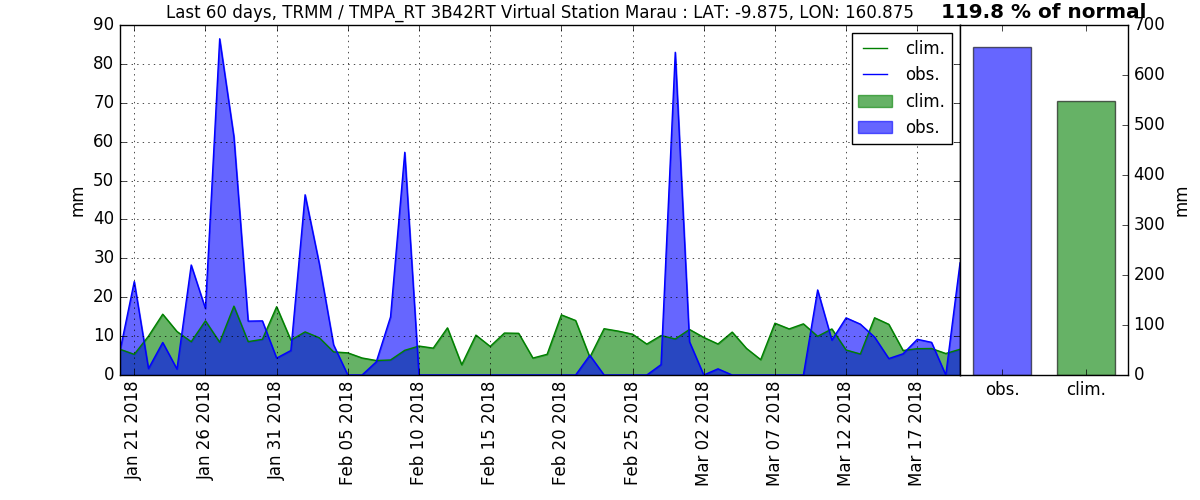 Last 60 days, TRMM / TMPA_RT 3B42RT Virtual Station Marau : LAT: -9.875, LON: 160.875
119.8 % of normal
90
80
70
60
50
40
30
20
10
0
mm
clim.
obs.
clim.
obs.
Jan 21 2018
Jan 26 2018
Jan 31 2018
Feb 05 2018
Feb 10 2018
Feb 15 2018
Feb 20 2018
Feb 25 2018
Mar 02 2018
Mar 07 2018
Mar 12 2018
Mar 17 2018
700
600
500
400
300
200
100
0
mm
obs.
clim.